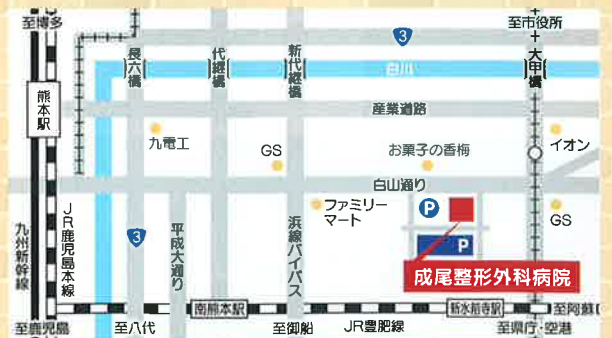 至博多
3
至市役所
長六橋
代継橋
新代継橋
白川
大甲橋
熊本駅
産業道路
九電工
GS
お菓子の香梅
イオン
白山通り
ファミリー
マート
P
GS
P
九州新幹線
JR鹿児島本線
3
平成大通り
浜線バイパス
成尾整形外科病院
南熊本駅
新水前寺駅
至阿蘇
至鹿児島
至八代
至御船
JR豊肥線
至県庁・空港